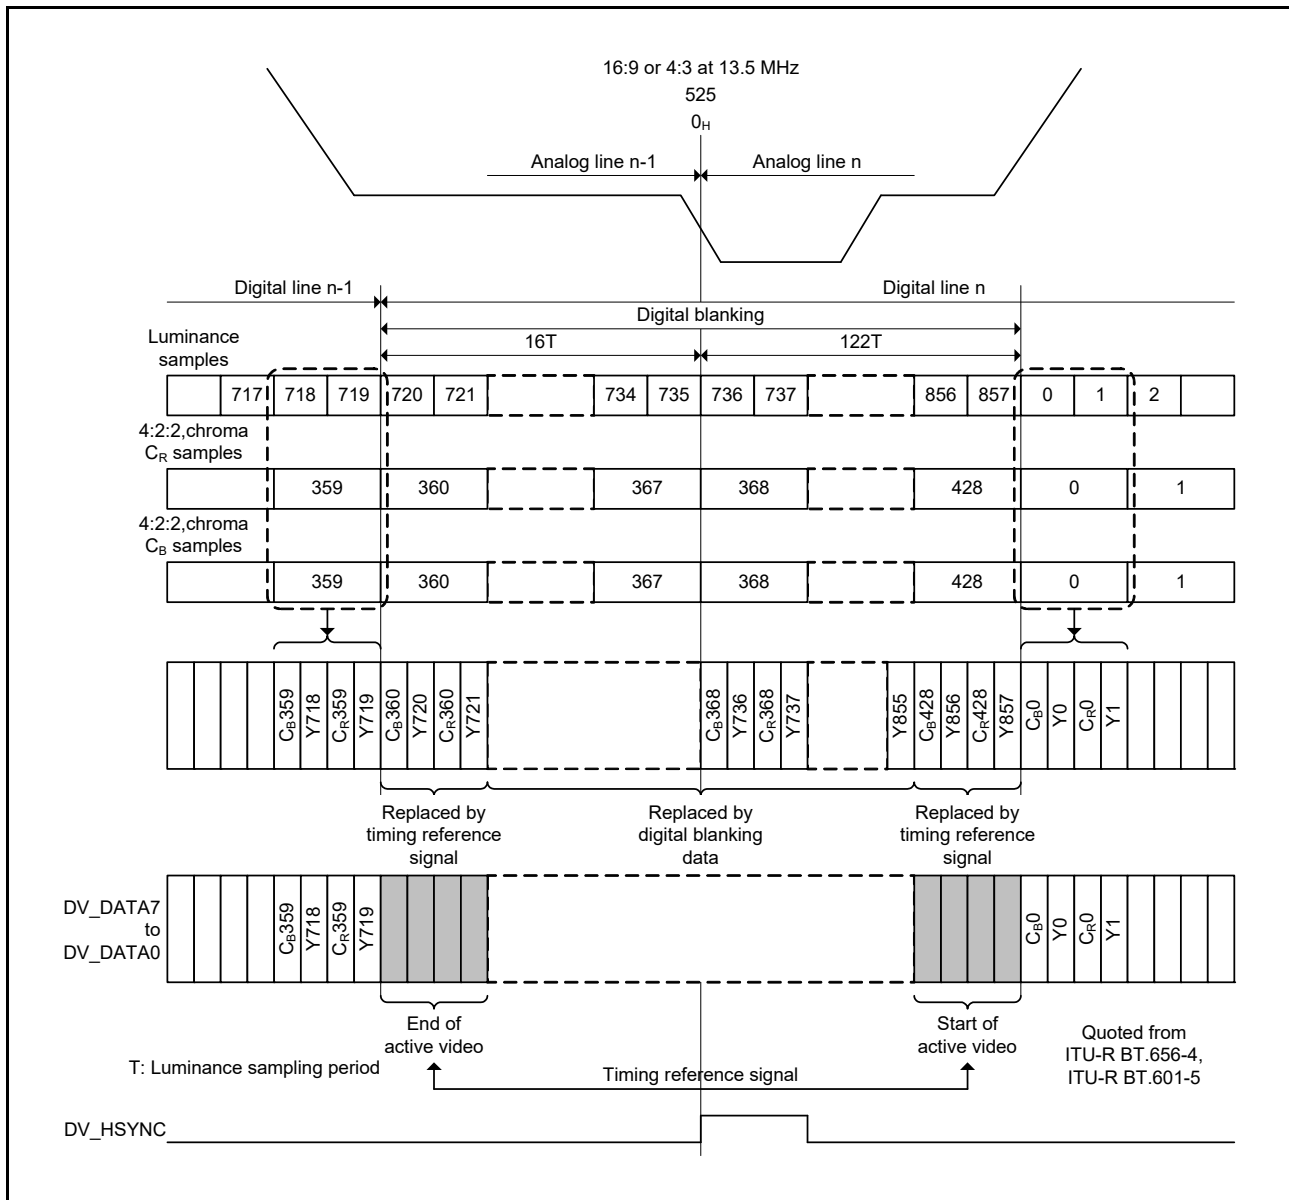 16:9 or 4:3 at 13.5 MHz
525
0H
Analog line n-1
Analog line n
Digital line n-1
Digital line n
Digital blanking
16T
122T
Luminance
samples
717 718 719 720 721 734 735 736 737 856 857 0 1 2
4:2:2,chroma
CR samples
359 360 367 368 428 0 1
4:2:2,chroma
CB samples
359 360 367 368 428 0 1
CB359 Y718 CR359 Y719 CB360 Y720 CR360 Y721 CB368 Y736 CR368 Y737 Y855 CB428 Y856 CR428 Y857 CB0 Y0 CR0 Y1
Replaced by
timing reference
signal
Replaced by
digital blanking
data
Replaced by
timing reference
signal
DV_DATA7
to
DV_DATA0
CB359 Y718 CR359 Y719 CB0 Y0 CR0 Y1
End of
active video
Start of
active video
Quoted from
ITU-R BT.656-4,
ITU-R BT.601-5
T: Luminance sampling period
Timing reference signal
DV_HSYNC